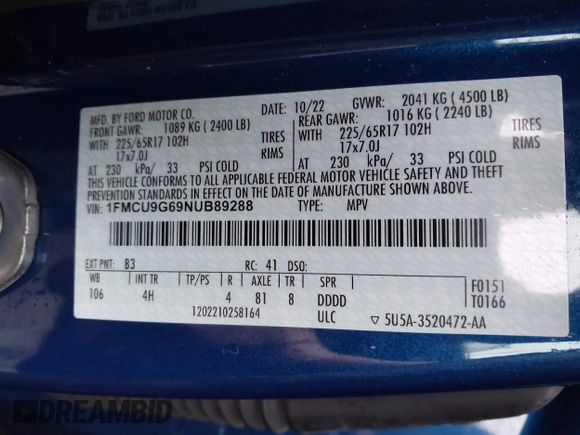 MFD. BY FORD MOTOR CO.
DATE: 10/22 GVWR: 2041 KG ( 4500 LB)
FRONT GAWR: 1089 KG ( 2400 LB)
REAR GAWR: 1016 KG ( 2240 LB)
WITH 225/65R17 102H TIRES
WITH 225/65R17 102H TIRES
17x7.0J RIMS
17x7.0J RIMS
AT 230 kPa/ 33 PSI COLD
AT 230 kPa/ 33 PSI COLD
THIS VEHICLE CONFORMS TO ALL APPLICABLE FEDERAL MOTOR VEHICLE SAFETY AND THEFT
PREVENTION STANDARDS IN EFFECT ON THE DATE OF MANUFACTURE SHOWN ABOVE.
VIN: 1FMCU9G69NUB89288 TYPE: MPV
EXT PNT: B3 RC: 41 DSO:
WB INT TR TP/PS R AXLE TR SPR F0151
106 4H 4 81 8 DDDD T0166
1202210258164 ULC ▽ 5U5A-3520472-AA
DREAMBID